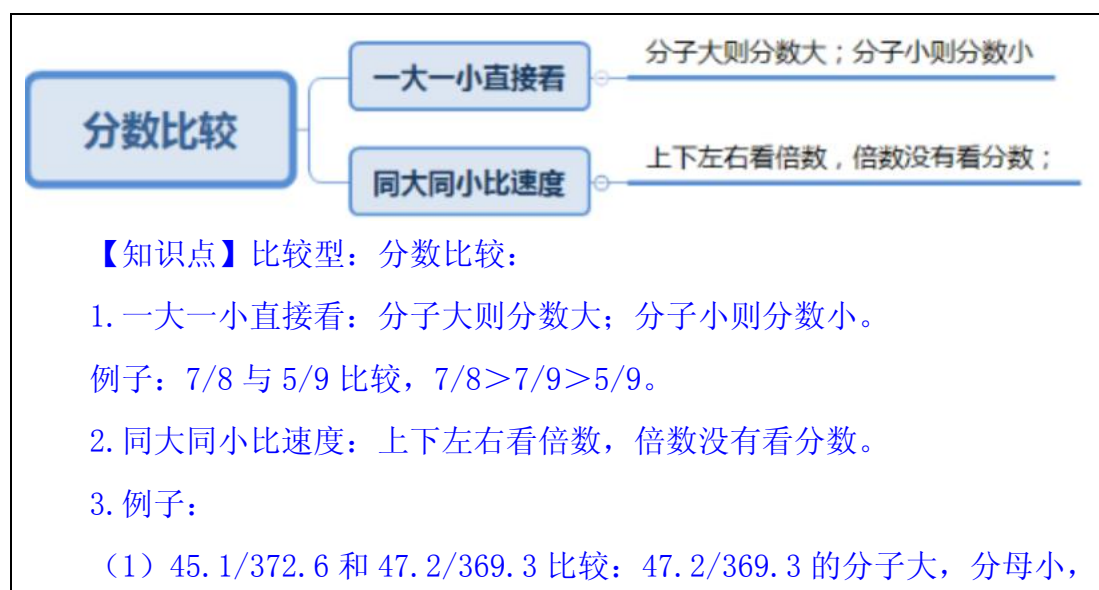 分数比较
一大一小直接看
分子大则分数大；分子小则分数小
同大同小比速度
上下左右看倍数，倍数没有看分数；
【知识点】比较型：分数比较：
1.一大一小直接看：分子大则分数大；分子小则分数小。
例子：7/8 与 5/9 比较，7/8＞7/9＞5/9。
2.同大同小比速度：上下左右看倍数，倍数没有看分数。
3.例子：
（1）45.1/372.6 和 47.2/369.3 比较：47.2/369.3 的分子大，分母小，